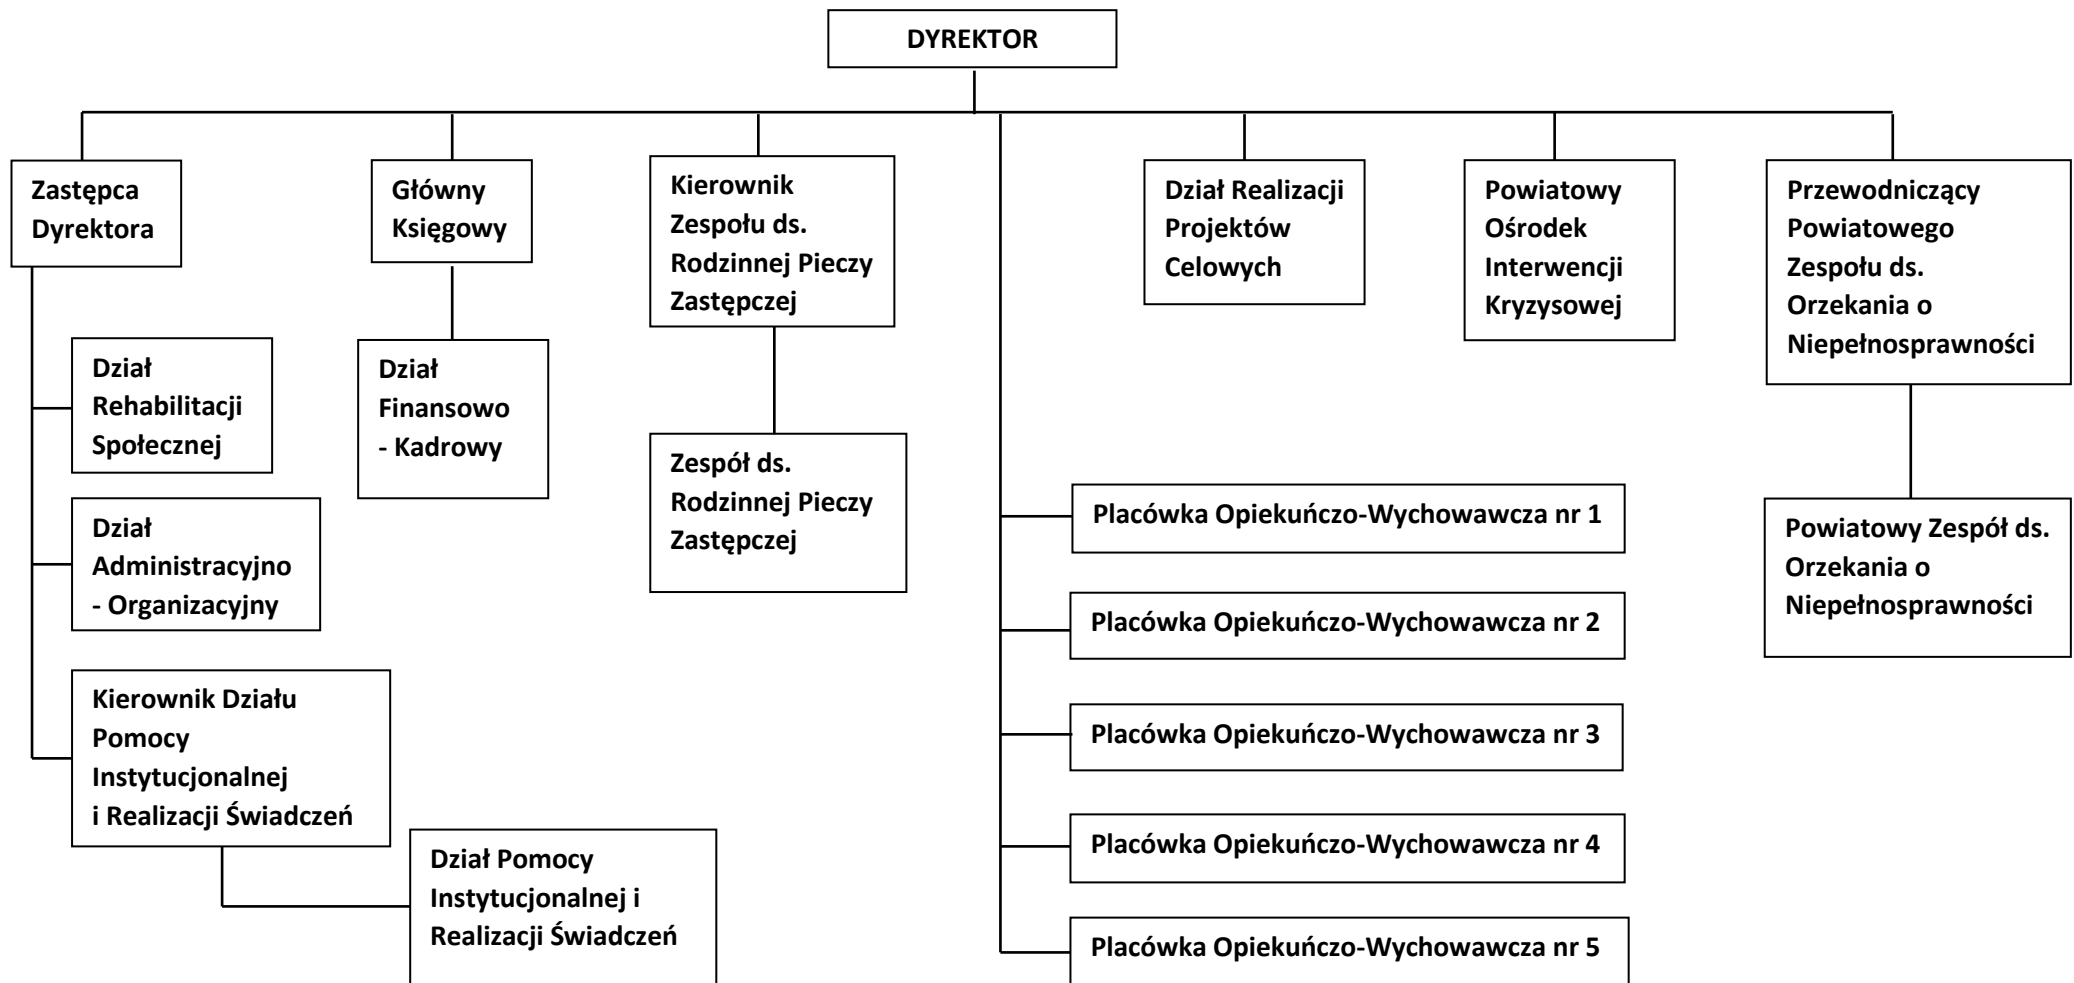 DYREKTOR
Zastępca
Dyrektora
Główny
Księgowy
Kierownik
Zespołu ds.
Rodzinnej Pieczy
Zastępczej
Dział Realizacji
Projektów
Celowych
Powiatowy
Ośrodek
Interwencji
Kryzysowej
Przewodniczący
Powiatowego
Zespołu ds.
Orzekania o
Niepełnosprawności
Dział
Rehabilitacji
Społecznej
Dział
Finansowo
- Kadrowy
Zespół ds.
Rodzinnej Pieczy
Zastępczej
Placówka Opiekuńczo-Wychowawcza nr 1
Powiatowy Zespół ds.
Orzekania o
Niepełnosprawności
Dział
Administracyjno
- Organizacyjny
Placówka Opiekuńczo-Wychowawcza nr 2
Kierownik Działu
Pomocy
Instytucjonalnej
i Realizacji Świadczeń
Placówka Opiekuńczo-Wychowawcza nr 3
Placówka Opiekuńczo-Wychowawcza nr 4
Dział Pomocy
Instytucjonalnej i
Realizacji Świadczeń
Placówka Opiekuńczo-Wychowawcza nr 5